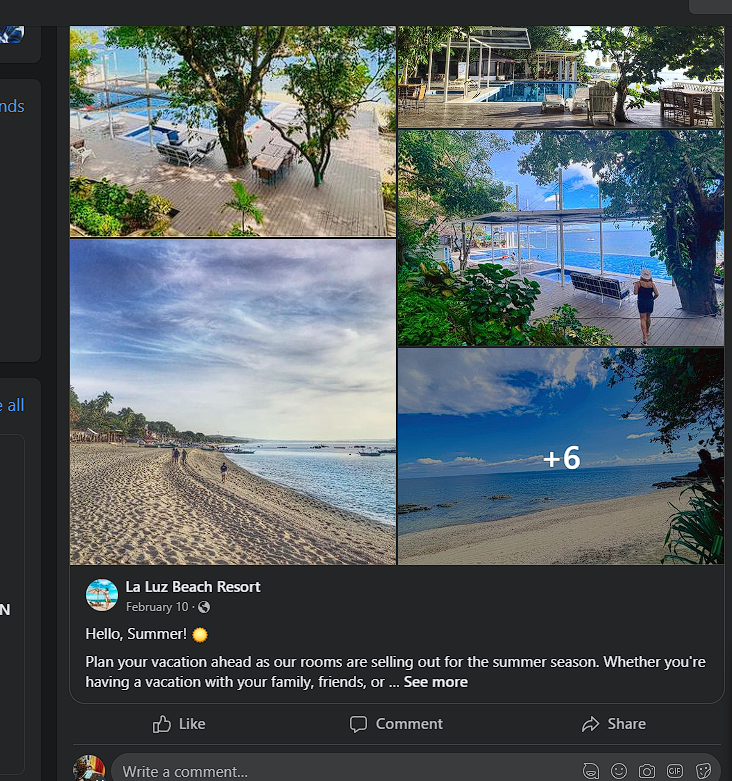 nds
e all
N
+6
La Luz Beach Resort
February 10 ·
Hello, Summer!
Plan your vacation ahead as our rooms are selling out for the summer season. Whether you're
having a vacation with your family, friends, or ... See more
Like
Comment
Share
Write a comment...
GIF